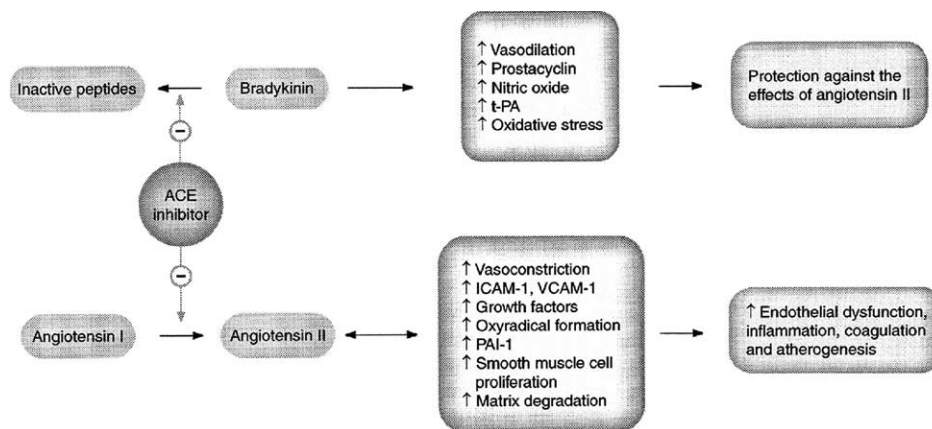 Inactive peptides
Bradykinin
↑ Vasodilation
↑ Prostacyclin
↑ Nitric oxide
↑ t-PA
↑ Oxidative stress
Protection against the
effects of angiotensin II
−
ACE
inhibitor
−
Angiotensin I
Angiotensin II
↑ Vasoconstriction
↑ ICAM-1, VCAM-1
↑ Growth factors
↑ Oxyradical formation
↑ PAI-1
↑ Smooth muscle cell
proliferation
↑ Matrix degradation
↑ Endothelial dysfunction,
inflammation, coagulation
and atherogenesis